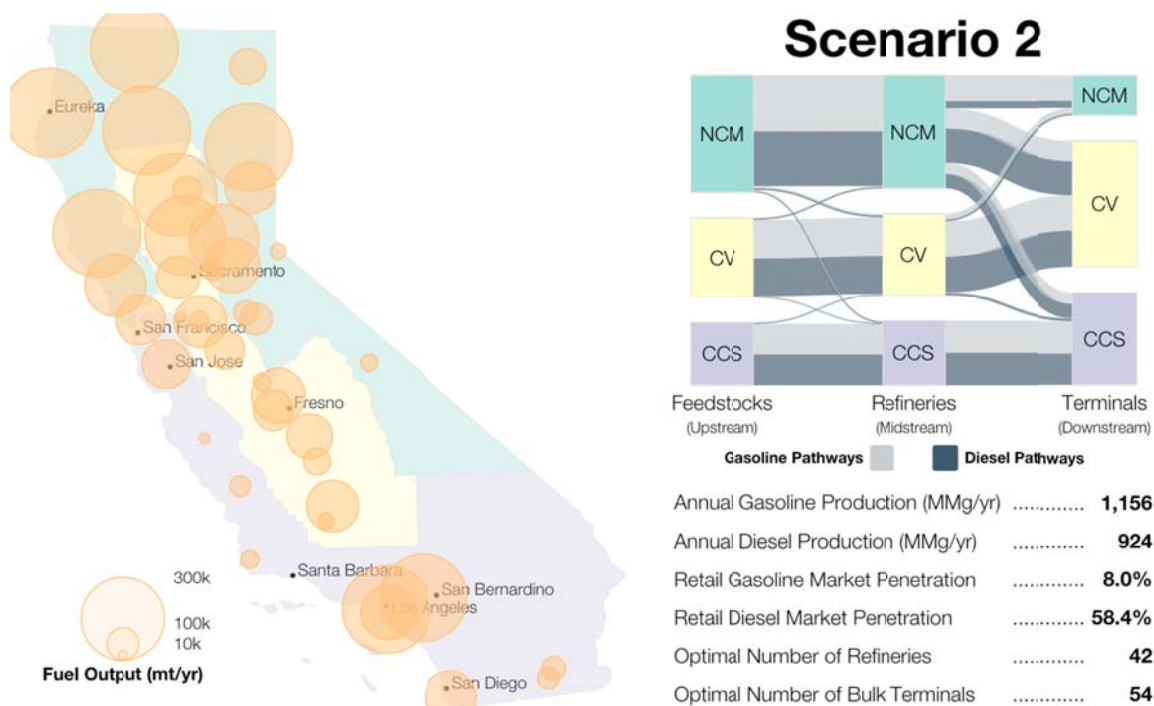 Eureka
Sacramento
San Francisco
San Jose
Fresno
Santa Barbara
San Bernardino
Los Angeles
San Diego
300k
100k
10k
Fuel Output (mt/yr)
Scenario 2
NCM
NCM
NCM
CV
CV
CV
CCS
CCS
CCS
Feedstocks
(Upstream)
Refineries
(Midstream)
Terminals
(Downstream)
Gasoline Pathways
Diesel Pathways
Annual Gasoline Production (MMg/yr) ............ 1,156
Annual Diesel Production (MMg/yr) ............ 924
Retail Gasoline Market Penetration ............ 8.0%
Retail Diesel Market Penetration ............ 58.4%
Optimal Number of Refineries ............ 42
Optimal Number of Bulk Terminals ............ 54